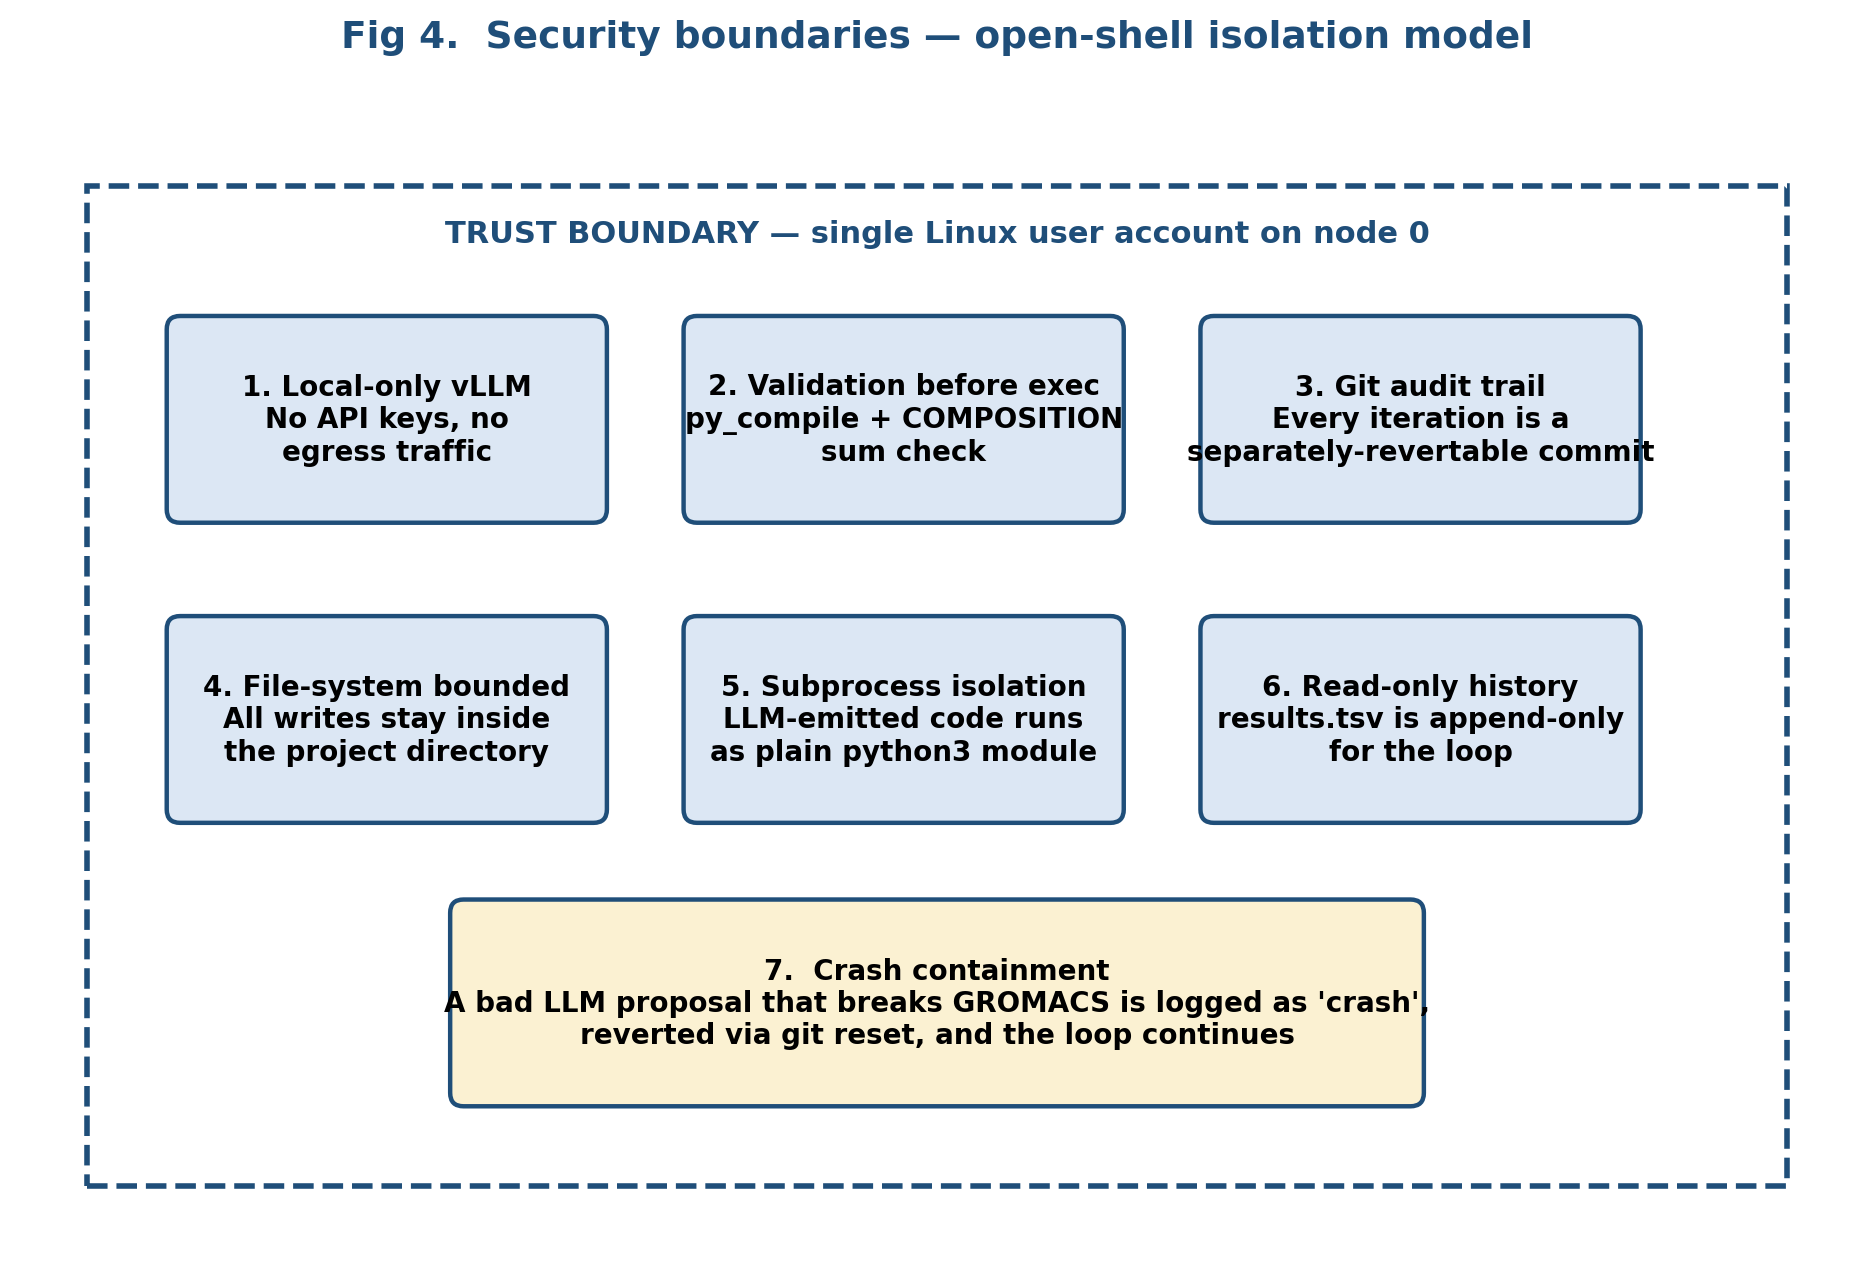 Fig 4.  Security boundaries — open-shell isolation model
TRUST BOUNDARY — single Linux user account on node 0
1. Local-only vLLM
No API keys, no
egress traffic
2. Validation before exec
py_compile + COMPOSITION
sum check
3. Git audit trail
Every iteration is a
separately-revertable commit
4. File-system bounded
All writes stay inside
the project directory
5. Subprocess isolation
LLM-emitted code runs
as plain python3 module
6. Read-only history
results.tsv is append-only
for the loop
7.  Crash containment
A bad LLM proposal that breaks GROMACS is logged as 'crash',
reverted via git reset, and the loop continues